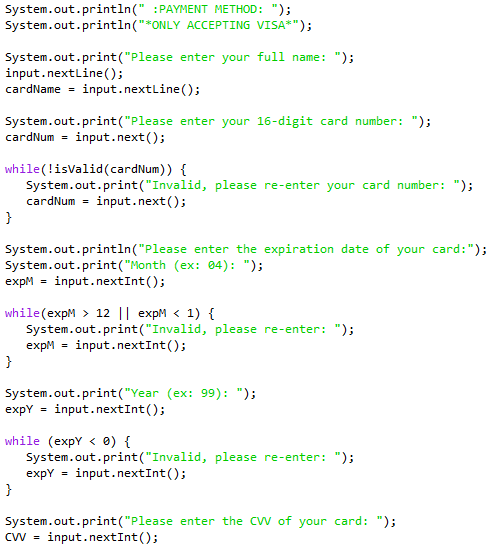 System.out.println(" :PAYMENT METHOD: ");
System.out.println("*ONLY ACCEPTING VISA*");

System.out.print("Please enter your full name: ");
input.nextLine();
cardName = input.nextLine();

System.out.print("Please enter your 16-digit card number: ");
cardNum = input.next();

while(!isValid(cardNum)) {
   System.out.print("Invalid, please re-enter your card number: ");
   cardNum = input.next();
}

System.out.println("Please enter the expiration date of your card:");
System.out.print("Month (ex: 04): ");
expM = input.nextInt();

while(expM > 12 || expM < 1) {
   System.out.print("Invalid, please re-enter: ");
   expM = input.nextInt();
}

System.out.print("Year (ex: 99): ");
expY = input.nextInt();

while (expY < 0) {
   System.out.print("Invalid, please re-enter: ");
   expY = input.nextInt();
}

System.out.print("Please enter the CVV of your card: ");
CVV = input.nextInt();